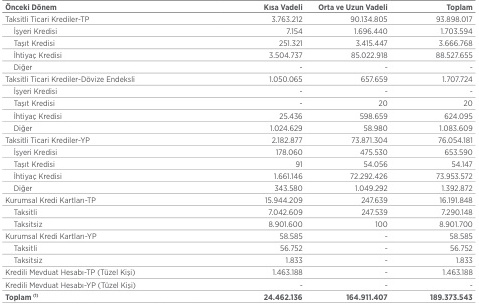 Önceki Dönem Kısa Vadeli Orta ve Uzun Vadeli Toplam
Taksitli Ticari Krediler-TP 3.763.212 90.134.805 93.898.017
İşyeri Kredisi 7.154 1.696.440 1.703.594
Taşıt Kredisi 251.321 3.415.447 3.666.768
İhtiyaç Kredisi 3.504.737 85.022.918 88.527.655
Diğer - - -
Taksitli Ticari Krediler-Dövize Endeksli 1.050.065 657.659 1.707.724
İşyeri Kredisi - - -
Taşıt Kredisi - 20 20
İhtiyaç Kredisi 25.436 598.659 624.095
Diğer 1.024.629 58.980 1.083.609
Taksitli Ticari Krediler-YP 2.182.877 73.871.304 76.054.181
İşyeri Kredisi 178.060 475.530 653.590
Taşıt Kredisi 91 54.056 54.147
İhtiyaç Kredisi 1.661.146 72.292.426 73.953.572
Diğer 343.580 1.049.292 1.392.872
Kurumsal Kredi Kartları-TP 15.944.209 247.639 16.191.848
Taksitli 7.042.609 247.539 7.290.148
Taksitsiz 8.901.600 100 8.901.700
Kurumsal Kredi Kartları-YP 58.585 - 58.585
Taksitli 56.752 - 56.752
Taksitsiz 1.833 - 1.833
Kredili Mevduat Hesabı-TP (Tüzel Kişi) 1.463.188 - 1.463.188
Kredili Mevduat Hesabı-YP (Tüzel Kişi) - - -
Toplam (1) 24.462.136 164.911.407 189.373.543